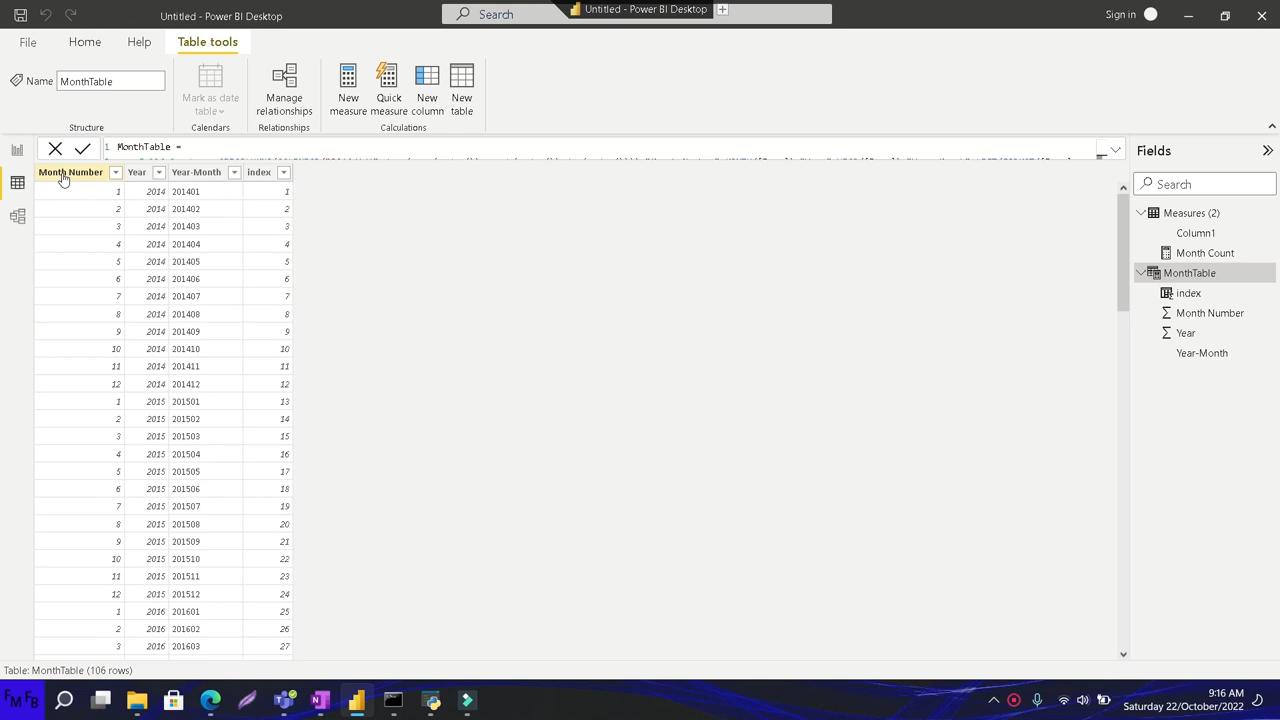 Untitled - Power BI Desktop
Search
Untitled - Power BI Desktop
Sign in
File
Home
Help
Table tools
Name
MonthTable
Mark as date
table
Manage
relationships
New
measure
Quick
measure
New
column
New
table
Structure
Calendars
Relationships
Calculations
1 MonthTable =
Month Number Year Year-Month index
1 2014 201401 1
2 2014 201402 2
3 2014 201403 3
4 2014 201404 4
5 2014 201405 5
6 2014 201406 6
7 2014 201407 7
8 2014 201408 8
9 2014 201409 9
10 2014 201410 10
11 2014 201411 11
12 2014 201412 12
1 2015 201501 13
2 2015 201502 14
3 2015 201503 15
4 2015 201504 16
5 2015 201505 17
6 2015 201506 18
7 2015 201507 19
8 2015 201508 20
9 2015 201509 21
10 2015 201510 22
11 2015 201511 23
12 2015 201512 24
1 2016 201601 25
2 2016 201602 26
3 2016 201603 27
Fields
Search
Measures (2)
Column1
Month Count
MonthTable
index
Month Number
Year
Year-Month
Table: MonthTable (106 rows)
FMFB
9:16 AM
Saturday 22/October/2022